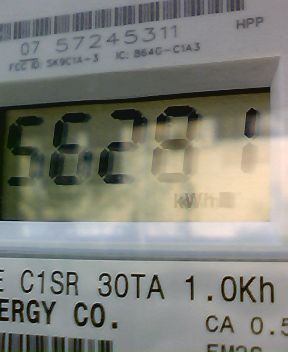 HPP
07 57245311
FCC ID: SK9C1A-3 IC: 864G-C1A3
56281
kWh
E C1SR 30TA 1.0Kh
ERGY CO.
CA 0.5